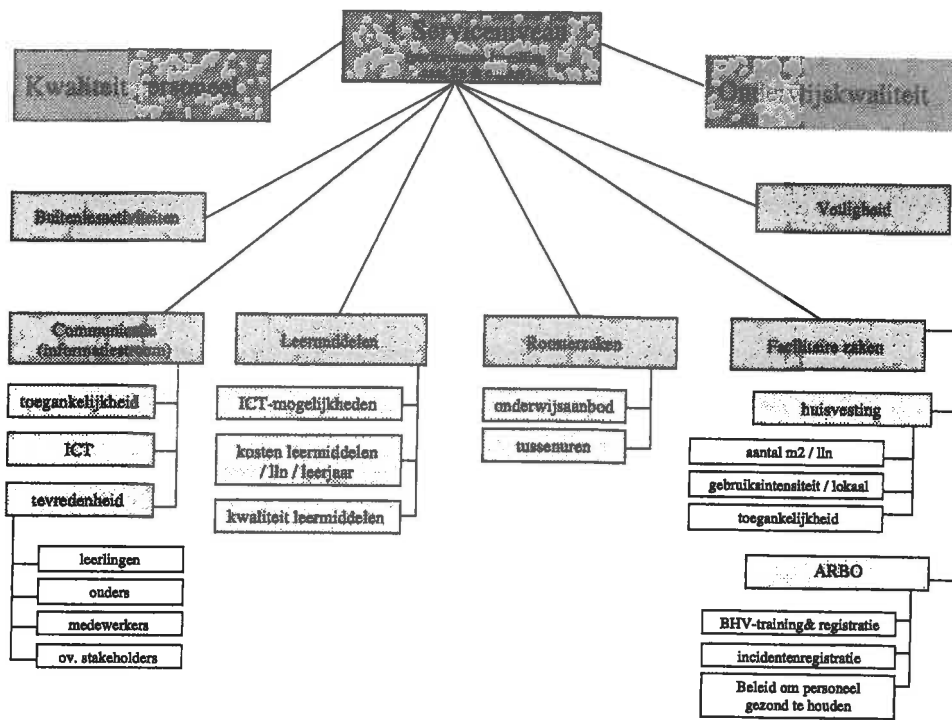 Serviceniveau
Kwaliteit personeel
Onderwijskwaliteit
Buitenlesactiviteiten
Veiligheid
Communicatie
(informatiestroom)
toegankelijkheid
ICT
tevredenheid
leerlingen
ouders
medewerkers
ov. stakeholders
Leermiddelen
ICT-mogelijkheden
kosten leermiddelen
/ lln / leerjaar
kwaliteit leermiddelen
Roosterzaken
onderwijsaanbod
tussenuren
Facilitaire zaken
huisvesting
aantal m2 / lln
gebruiksintensiteit / lokaal
toegankelijkheid
ARBO
BHV-training& registratie
incidentenregistratie
Beleid om personeel
gezond te houden